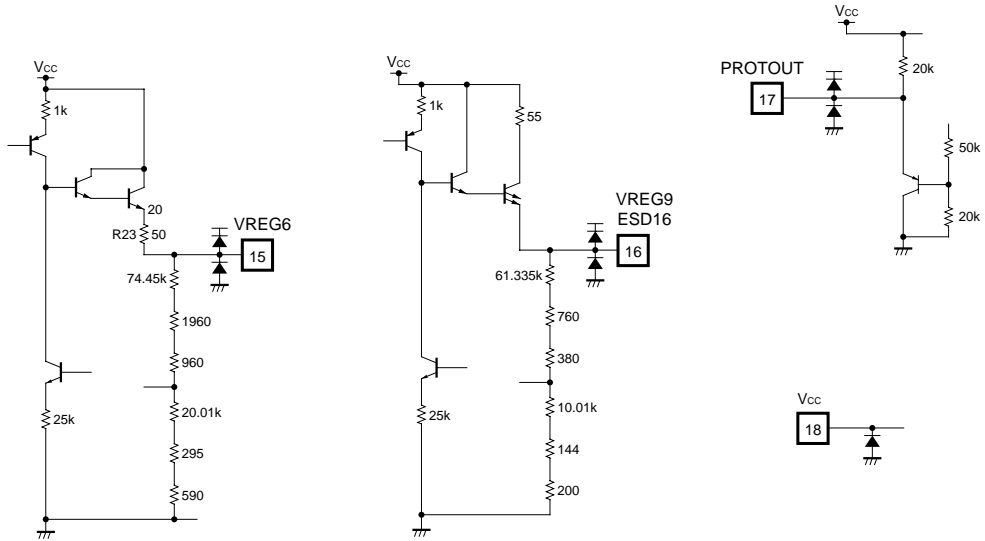 Vcc
1k
20
R23 50
VREG6
15
74.45k
1960
960
20.01k
25k
295
590
Vcc
1k
55
VREG9
ESD16
16
61.335k
760
380
10.01k
25k
144
200
Vcc
20k
PROTOUT
17
50k
20k
Vcc
18